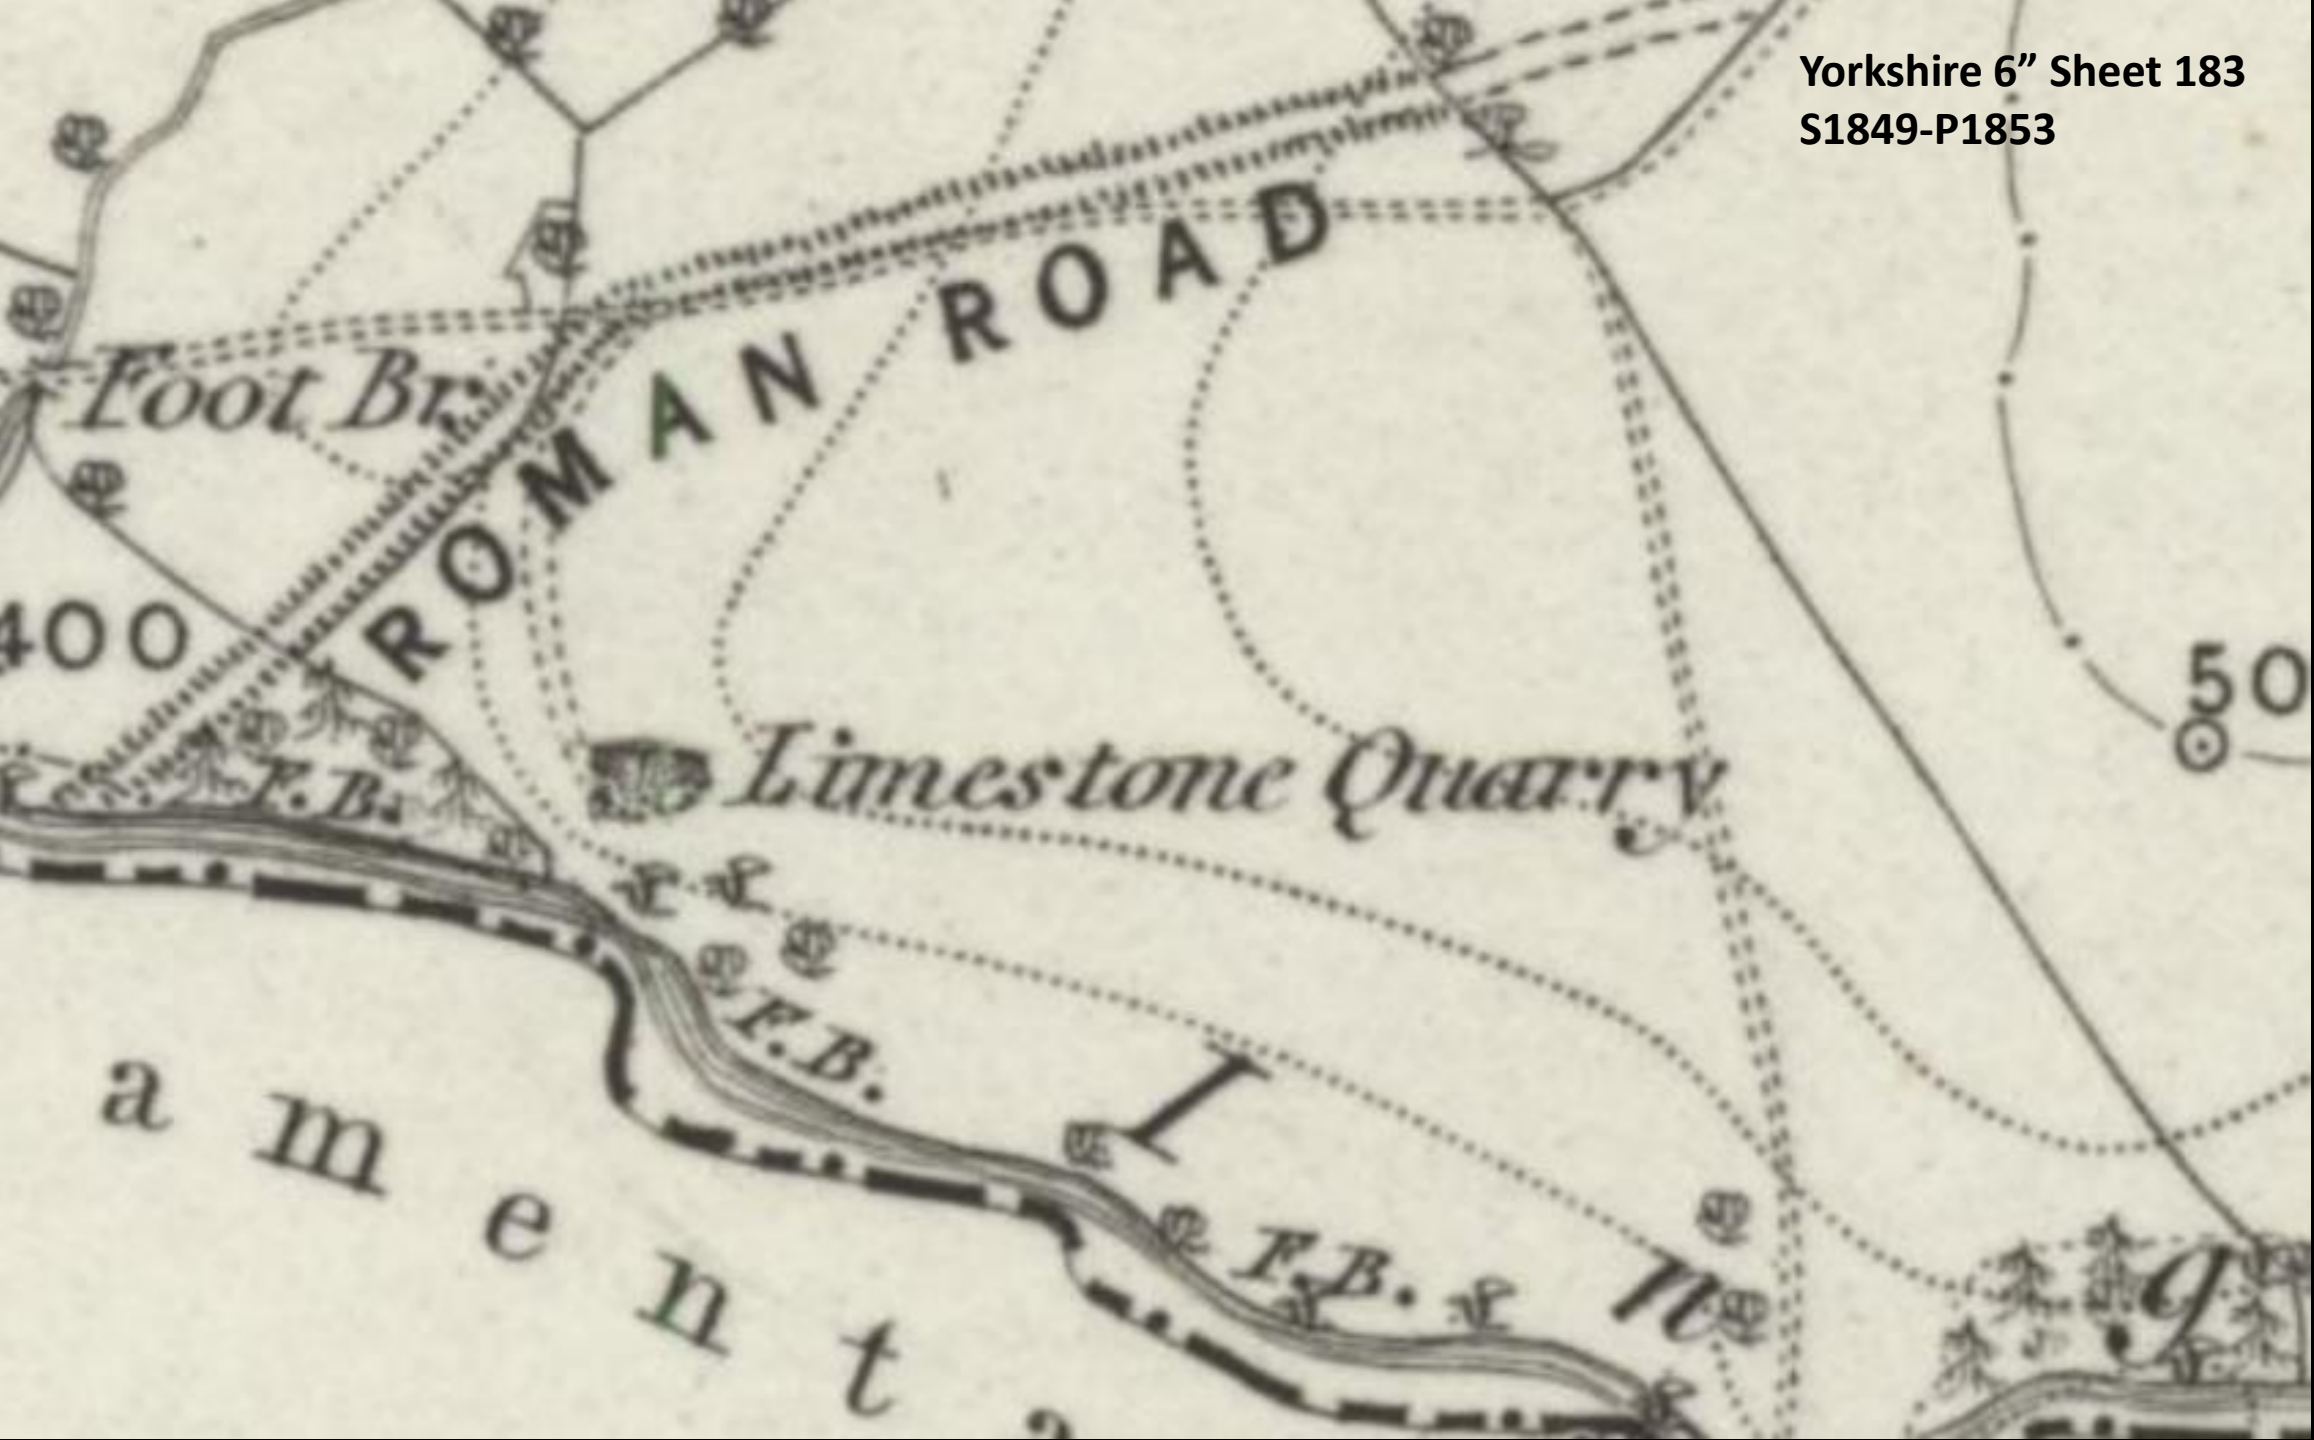 Yorkshire 6” Sheet 183
S1849-P1853
ROMAN ROAD
Foot Br.
400
50
F.B.
Limestone Quarry
F.B.
I n g
F.B.
a m e n t a